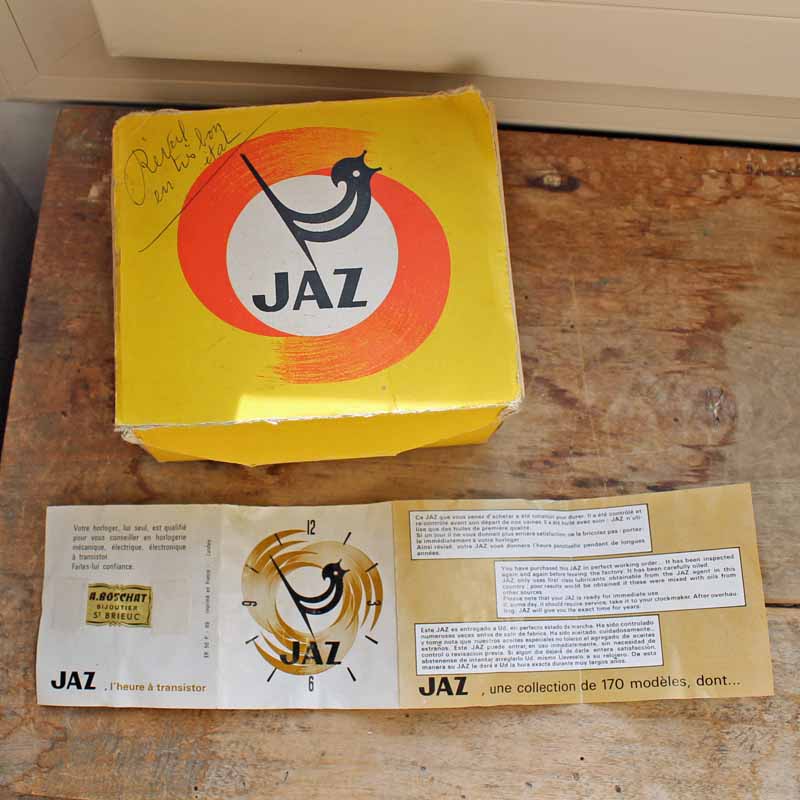 Réveil
en très bon
état
JAZ
Votre horloger, lui seul, est qualifié
pour vous conseiller en horlogerie
mécanique, électrique, électronique
à transistor.
Faites-lui confiance.
A. BOSCHAT
BIJOUTIER
St BRIEUC
JAZ , l'heure à transistor
12
3
6
9
JAZ
Ce JAZ que vous venez d'acheter a été construit pour durer. Il a été contrôlé et
re-contrôlé avant son départ de nos usines. Il a été huilé avec soin : JAZ n'uti-
lise que des huiles de première qualité.
Si un jour il ne vous donnait plus entière satisfaction, ne le bricolez pas : portez-
le immédiatement à votre horloger.
Ainsi révisé, votre JAZ vous donnera l'heure ponctuelle pendant de longues
années.
You have purchased this JAZ in perfect working order... It has been inspected
again and again before leaving the factory. It has been carefully oiled.
JAZ only uses first class lubricants obtainable from the JAZ agent in this
country ; poor results would be obtained if these were mixed with oils from
other sources.
Please note that your JAZ is ready for immediate use.
If, some day, it should require service, take it to your clockmaker. After overhau-
ling, JAZ will give you the exact time for years.
Este JAZ es entregado a Ud. en perfecto estado de marcha. Ha sido controlado
numerosas veces antes de salir de fabrica. Ha sido aceitado cuidadosamente...
y tome nota que nuestros aceites especiales no toleran el agregado de aceites
extraños. Este JAZ puede entrar en uso inmediatamente, sin necesidad de
control o revisacion previa. Si algun dia dejará de darle entera satisfacción,
abstenerse de intentar arreglarlo Ud. mismo Lleveselo a su relojero. De esta
manera su JAZ le dará a Ud la hora exacta durante muy largos años.
JAZ , une collection de 170 modèles, dont...